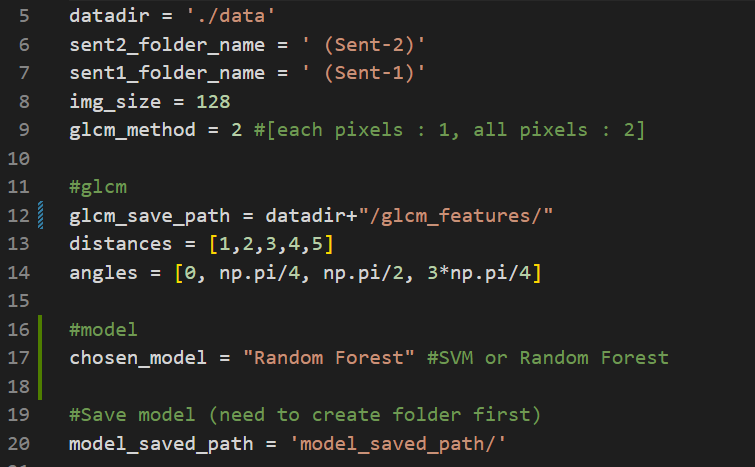 5 datadir = './data'
6 sent2_folder_name = ' (Sent-2)'
7 sent1_folder_name = ' (Sent-1)'
8 img_size = 128
9 glcm_method = 2 #[each pixels : 1, all pixels : 2]
10
11 #glcm
12 glcm_save_path = datadir+"/glcm_features/"
13 distances = [1,2,3,4,5]
14 angles = [0, np.pi/4, np.pi/2, 3*np.pi/4]
15
16 #model
17 chosen_model = "Random Forest" #SVM or Random Forest
18
19 #Save model (need to create folder first)
20 model_saved_path = 'model_saved_path/'